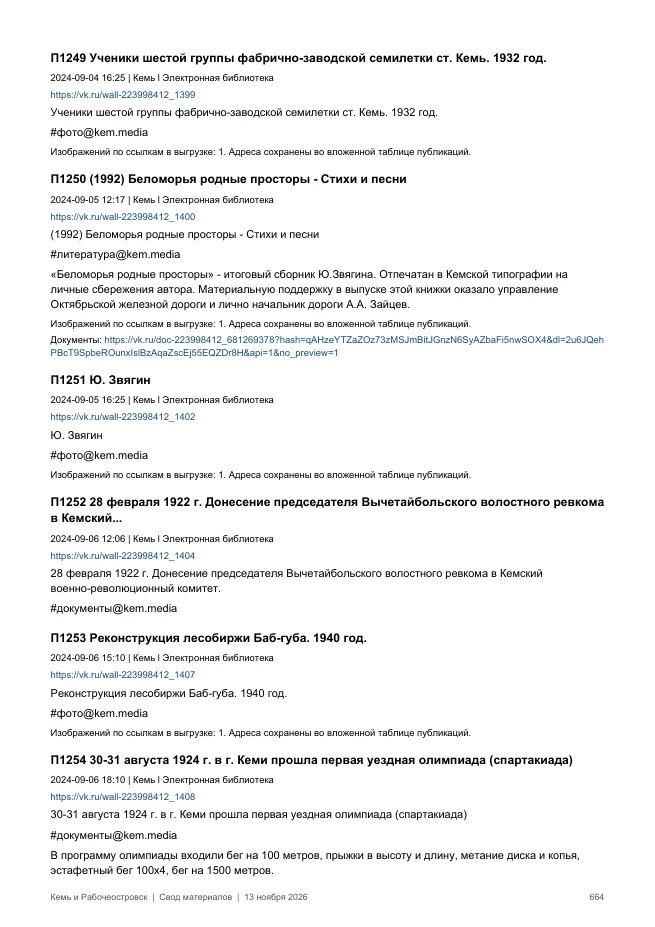 П1249 Ученики шестой группы фабрично-заводской семилетки ст. Кемь. 1932 год.
2024-09-04 16:25 | Кемь I Электронная библиотека
https://vk.ru/wall-223998412_1399
Ученики шестой группы фабрично-заводской семилетки ст. Кемь. 1932 год.
#фото@kem.media
Изображений по ссылкам в выгрузке: 1. Адреса сохранены во вложенной таблице публикаций.
П1250 (1992) Беломорья родные просторы - Стихи и песни
2024-09-05 12:17 | Кемь I Электронная библиотека
https://vk.ru/wall-223998412_1400
(1992) Беломорья родные просторы - Стихи и песни
#литература@kem.media
«Беломорья родные просторы» - итоговый сборник Ю.Звягина. Отпечатан в Кемской типографии на
личные сбережения автора. Материальную поддержку в выпуске этой книжки оказало управление
Октябрьской железной дороги и лично начальник дороги А.А. Зайцев.
Изображений по ссылкам в выгрузке: 1. Адреса сохранены во вложенной таблице публикаций.
Документы: https://vk.ru/doc-223998412_681269378?hash=qAHzeYTZaZOz73zMSJmBitJGnzN6SyAZbaFi5nwSOX4&dl=2u6JQeh
PBcT9SpbeROunxIslBzAqaZscEj55EQZDr8H&api=1&no_preview=1
П1251 Ю. Звягин
2024-09-05 16:25 | Кемь I Электронная библиотека
https://vk.ru/wall-223998412_1402
Ю. Звягин
#фото@kem.media
Изображений по ссылкам в выгрузке: 1. Адреса сохранены во вложенной таблице публикаций.
П1252 28 февраля 1922 г. Донесение председателя Вычетайбольского волостного ревкома
в Кемский...
2024-09-06 12:06 | Кемь I Электронная библиотека
https://vk.ru/wall-223998412_1404
28 февраля 1922 г. Донесение председателя Вычетайбольского волостного ревкома в Кемский
военно-революционный комитет.
#документы@kem.media
П1253 Реконструкция лесобиржи Баб-губа. 1940 год.
2024-09-06 15:10 | Кемь I Электронная библиотека
https://vk.ru/wall-223998412_1407
Реконструкция лесобиржи Баб-губа. 1940 год.
#фото@kem.media
Изображений по ссылкам в выгрузке: 1. Адреса сохранены во вложенной таблице публикаций.
П1254 30-31 августа 1924 г. в г. Кеми прошла первая уездная олимпиада (спартакиада)
2024-09-06 18:10 | Кемь I Электронная библиотека
https://vk.ru/wall-223998412_1408
30-31 августа 1924 г. в г. Кеми прошла первая уездная олимпиада (спартакиада)
#документы@kem.media
В программу олимпиады входили бег на 100 метров, прыжки в высоту и длину, метание диска и копья,
эстафетный бег 100х4, бег на 1500 метров.
Кемь и Рабочеостровск | Свод материалов | 13 ноября 2026 664